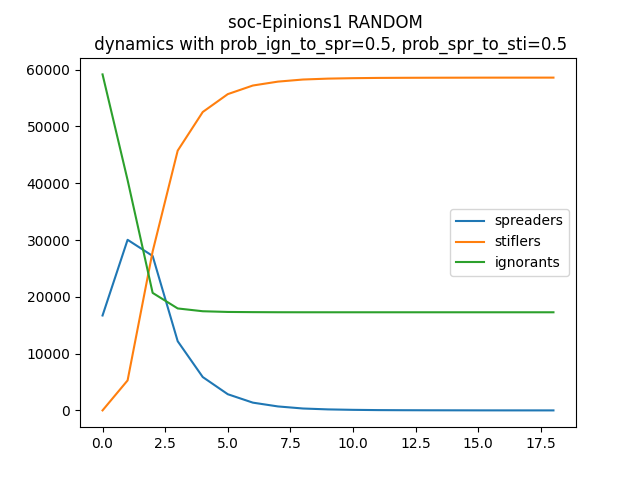 soc-Epinions1 RANDOM
dynamics with prob_ign_to_spr=0.5, prob_spr_to_sti=0.5
60000
50000
40000
30000
20000
10000
0
spreaders
stiflers
ignorants
0.0 2.5 5.0 7.5 10.0 12.5 15.0 17.5